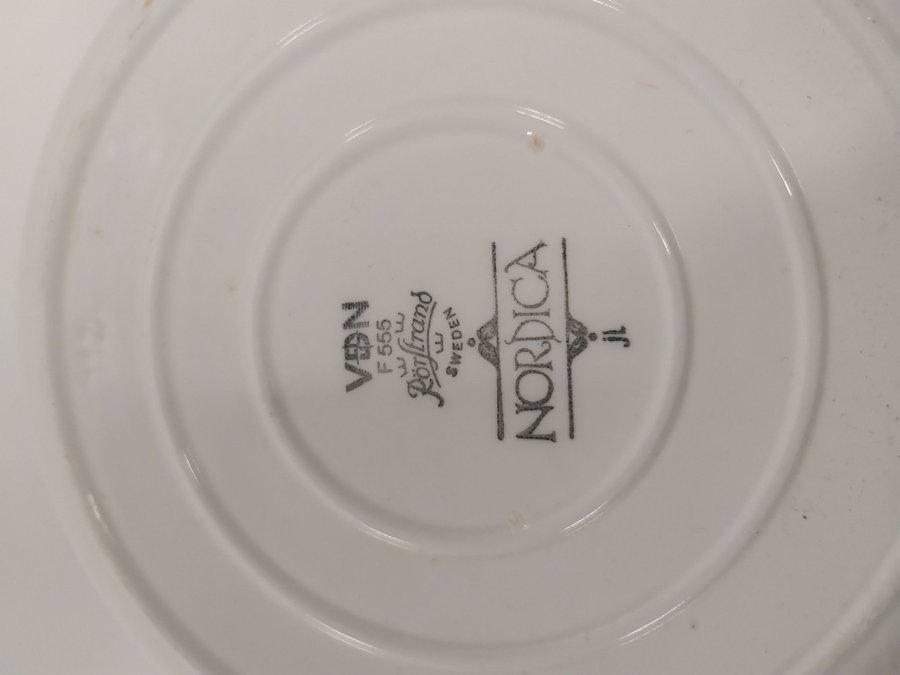 VDN
F 555
Rörstrand
SWEDEN
NORDICA
jl